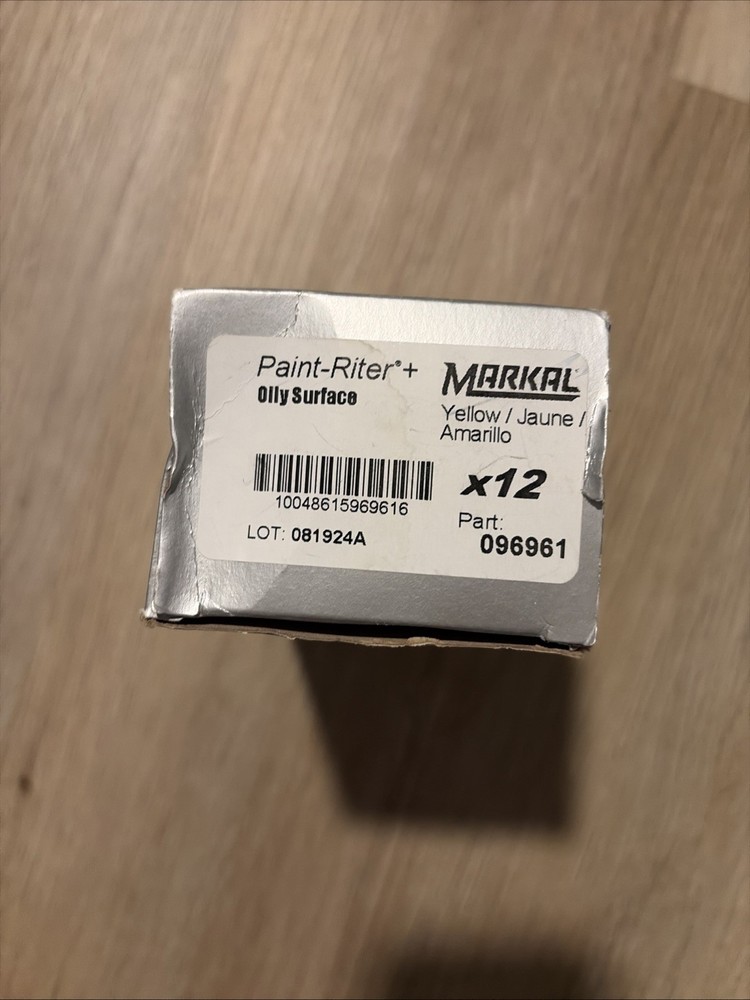 Paint-Riter®+
Oily Surface
MARKAL
Yellow / Jaune /
Amarillo
10048615969616
x12
LOT: 081924A
Part:
096961